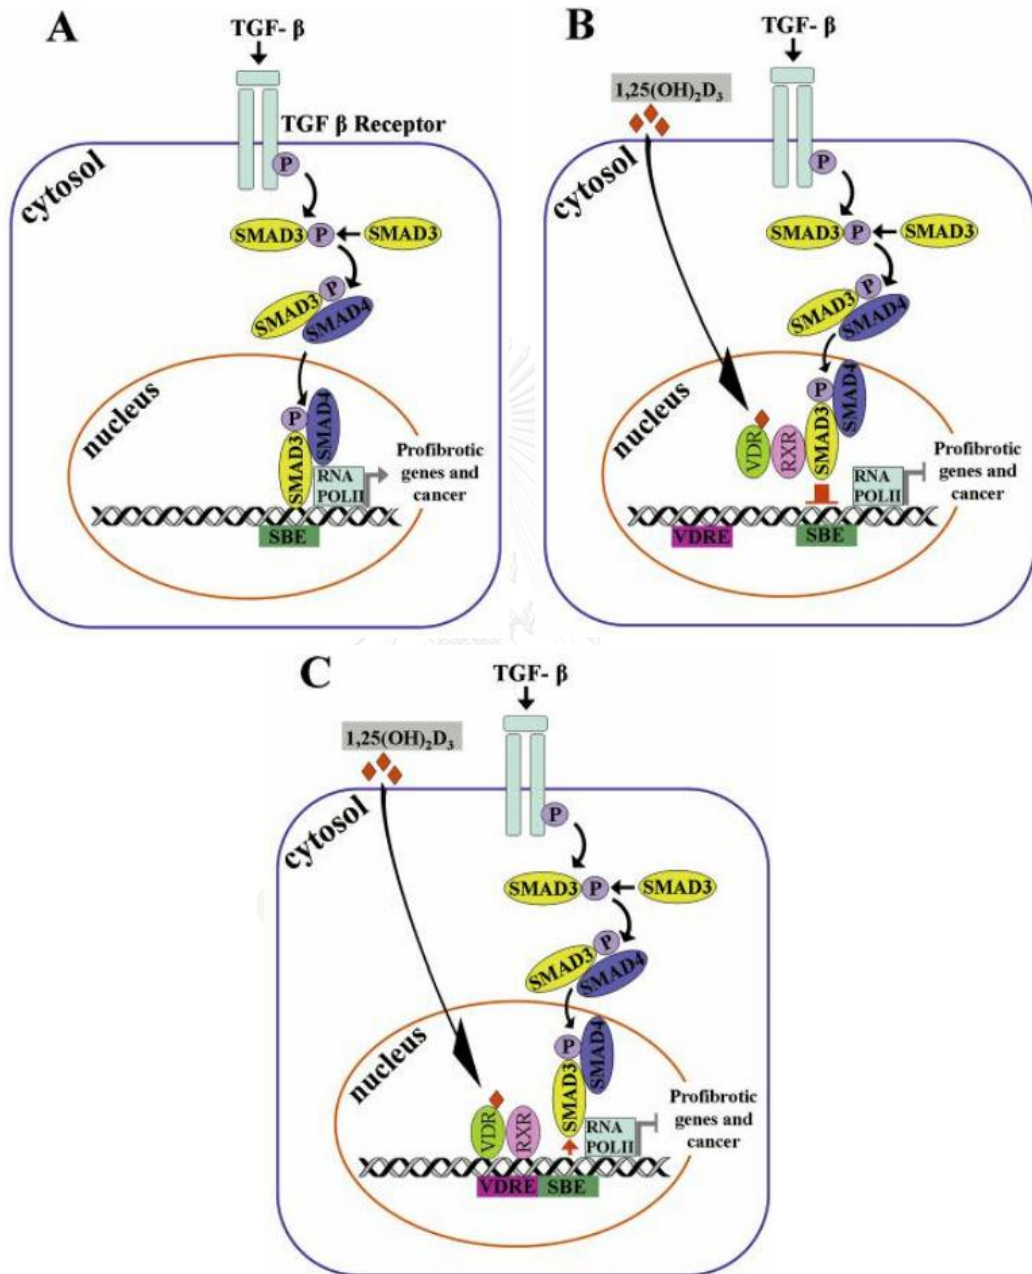 A
TGF- β
TGF β Receptor
cytosol
P
SMAD3
P
SMAD3
P
SMAD3
SMAD4
nucleus
P
SMAD4
SMAD3
RNA
POLII
Profibrotic
genes and
cancer
SBE
B
TGF- β
1,25(OH)₂D₃
cytosol
P
SMAD3
P
SMAD3
P
SMAD3
SMAD4
nucleus
P
SMAD4
SMAD3
VDR
RXR
RNA
POLII
Profibrotic
genes and
cancer
VDRE
SBE
C
TGF- β
1,25(OH)₂D₃
cytosol
P
SMAD3
P
SMAD3
P
SMAD3
SMAD4
nucleus
P
SMAD4
SMAD3
VDR
RXR
RNA
POLII
Profibrotic
genes and
cancer
VDRE
SBE